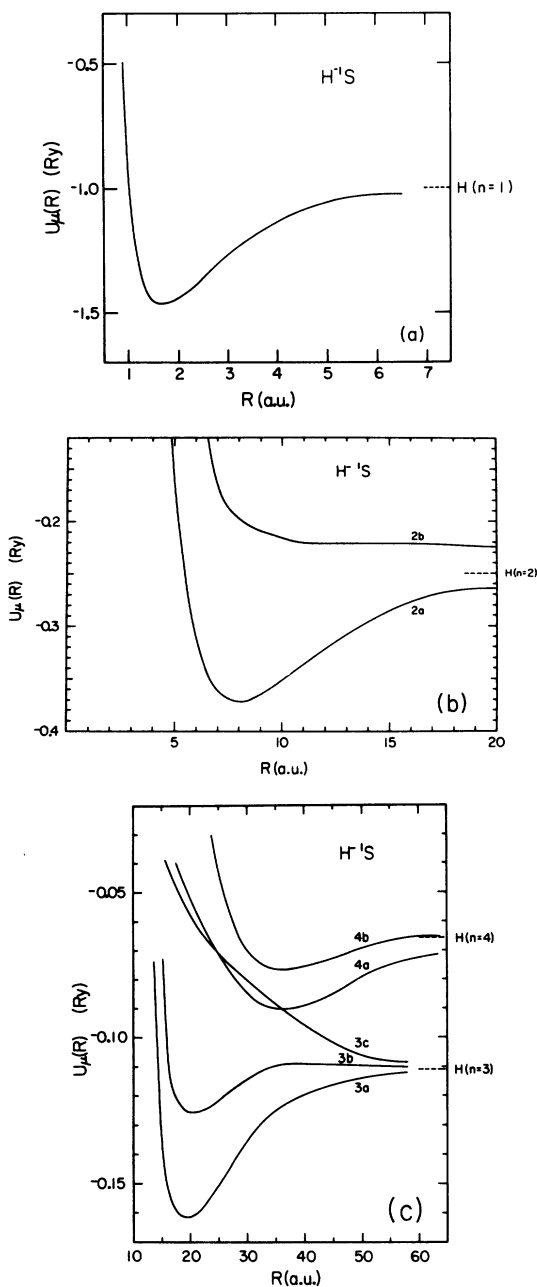 -0.5
H⁻¹S
Uμ(R) (Ry)
-1.0
H (n=1)
-1.5
(a)
1 2 3 4 5 6 7
R (a.u.)
H⁻ ¹S
2b
-0.2
Uμ(R) (Ry)
H(n=2)
-0.3
2a
-0.4
(b)
5 10 15 20
R (a.u.)
H⁻ ¹S
-0.05
4b
H(n=4)
4a
Uμ(R) (Ry)
-0.10
3c
3b
H(n=3)
3a
-0.15
(c)
10 20 30 40 50 60
R(a.u.)